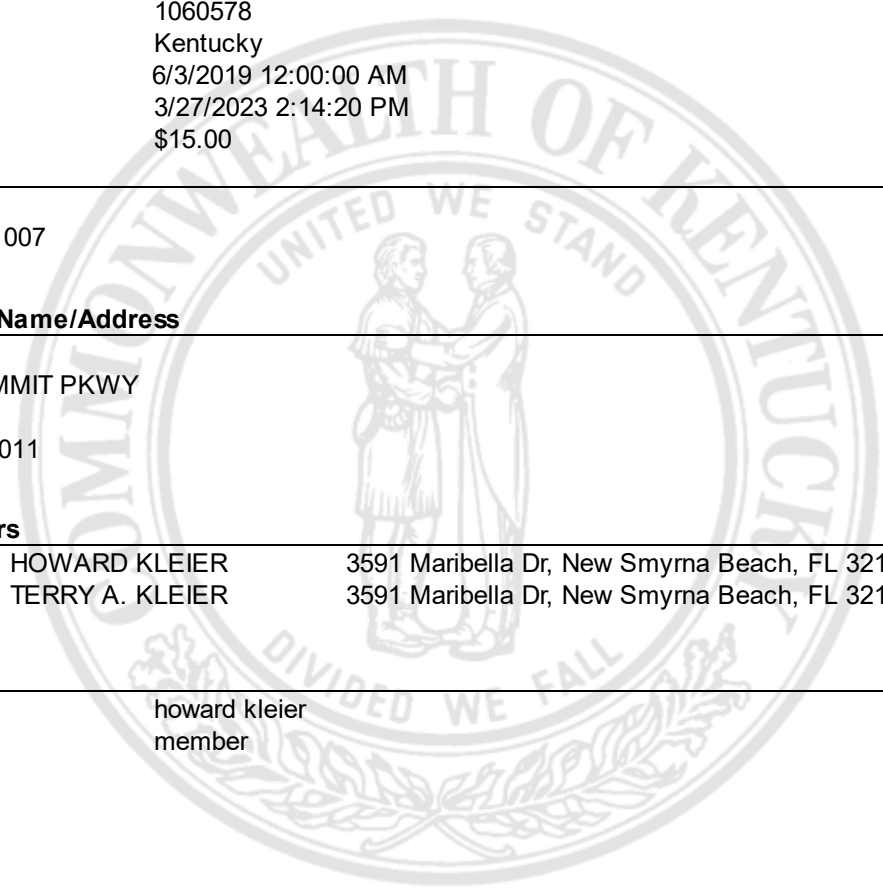 1060578
Kentucky
6/3/2019 12:00:00 AM
3/27/2023 2:14:20 PM
$15.00
007
Name/Address
MMIT PKWY
011
rs
HOWARD KLEIER 3591 Maribella Dr, New Smyrna Beach, FL 321
TERRY A. KLEIER 3591 Maribella Dr, New Smyrna Beach, FL 321
howard kleier
member
COMMONWEALTH OF KENTUCKY
UNITED WE STAND
DIVIDED WE FALL